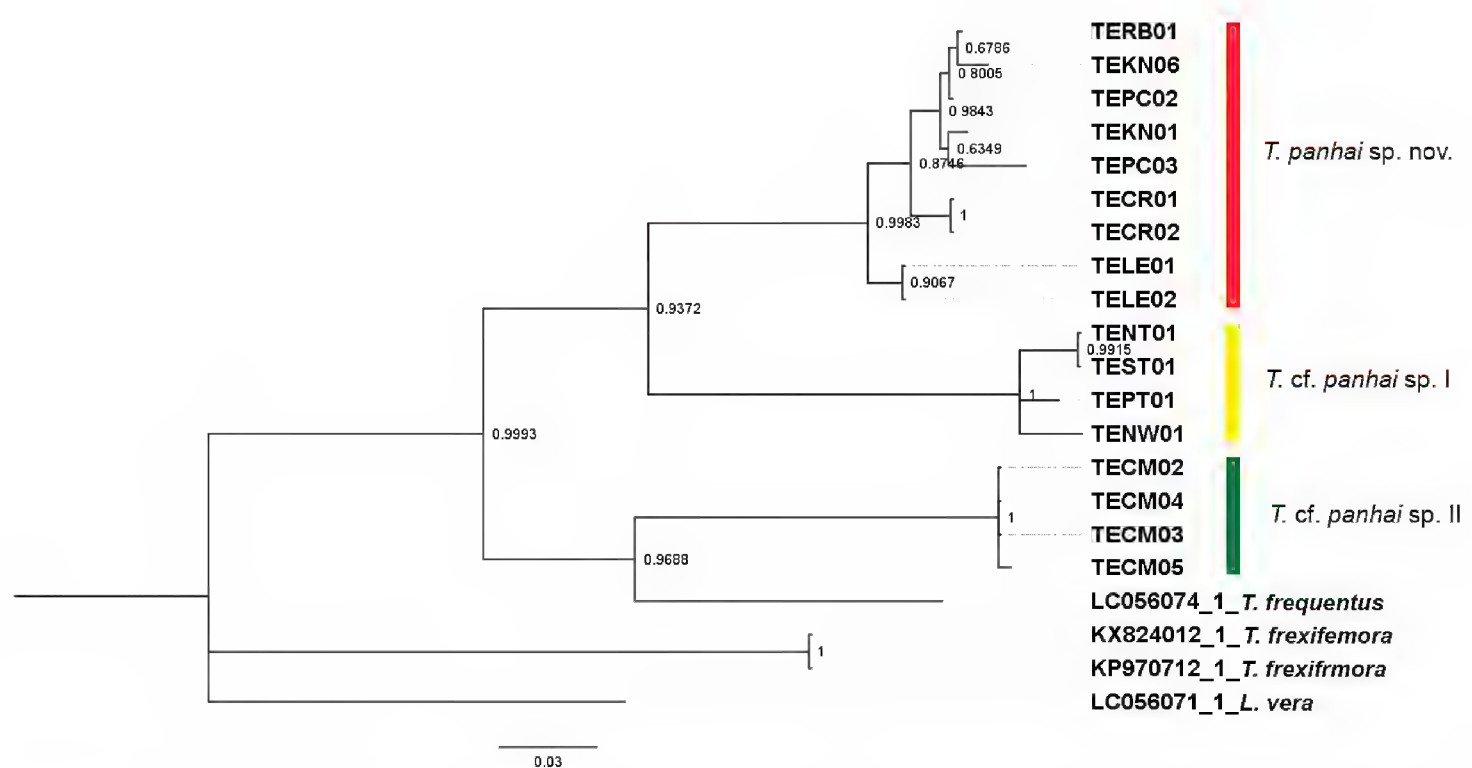 TERB01
0.6786
TEKN06
0 8005
TEPC02
0 9843
TEKN01
0.6349
T. panhai sp. nov.
0.8746
TEPC03
TECR01
1
0.9983
TECR02
TELE01
0.9067
TELE02
0.9372
TENT01
0.9915
TEST01
T. cf. panhai sp. I
1
TEPT01
0.9993
TENW01
TECM02
TECM04
1
T. cf. panhai sp. II
TECM03
0.9688
TECM05
LC056074_1_T. frequentus
KX824012_1_T. frexifemora
1
KP970712_1_T. frexifrmora
LC056071_1_L. vera
0.03